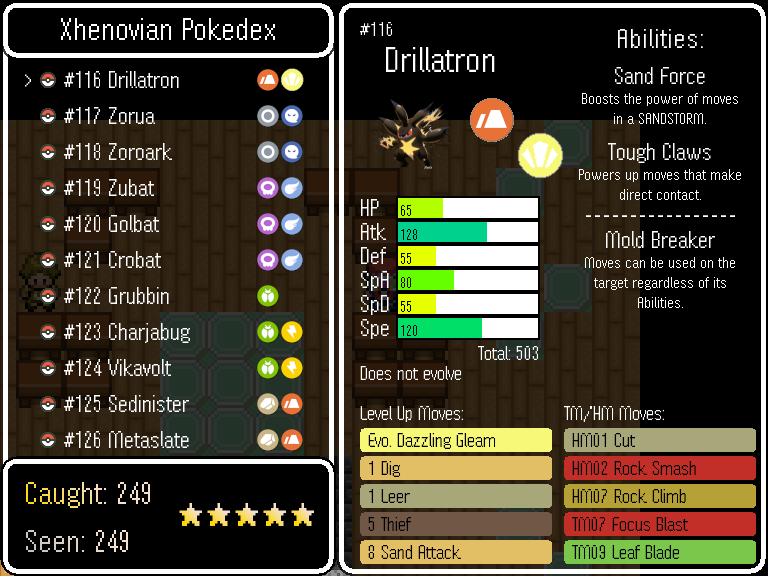 Xhenovian Pokedex
> #116 Drillatron
#117 Zorua
#118 Zoroark
#119 Zubat
#120 Golbat
#121 Crobat
#122 Grubbin
#123 Charjabug
#124 Vikavolt
#125 Sedinister
#126 Metaslate
Caught: 249
Seen: 249
#116
Drillatron
HP 65
Atk 128
Def 55
SpA 80
SpD 55
Spe 120
Total: 503
Does not evolve
Abilities:
Sand Force
Boosts the power of moves
in a SANDSTORM.
Tough Claws
Powers up moves that make
direct contact.
Mold Breaker
Moves can be used on the
target regardless of its
Abilities.
Level Up Moves:
Evo. Dazzling Gleam
1 Dig
1 Leer
5 Thief
8 Sand Attack
TM/HM Moves:
HM01 Cut
HM02 Rock Smash
HM07 Rock Climb
TM07 Focus Blast
TM09 Leaf Blade